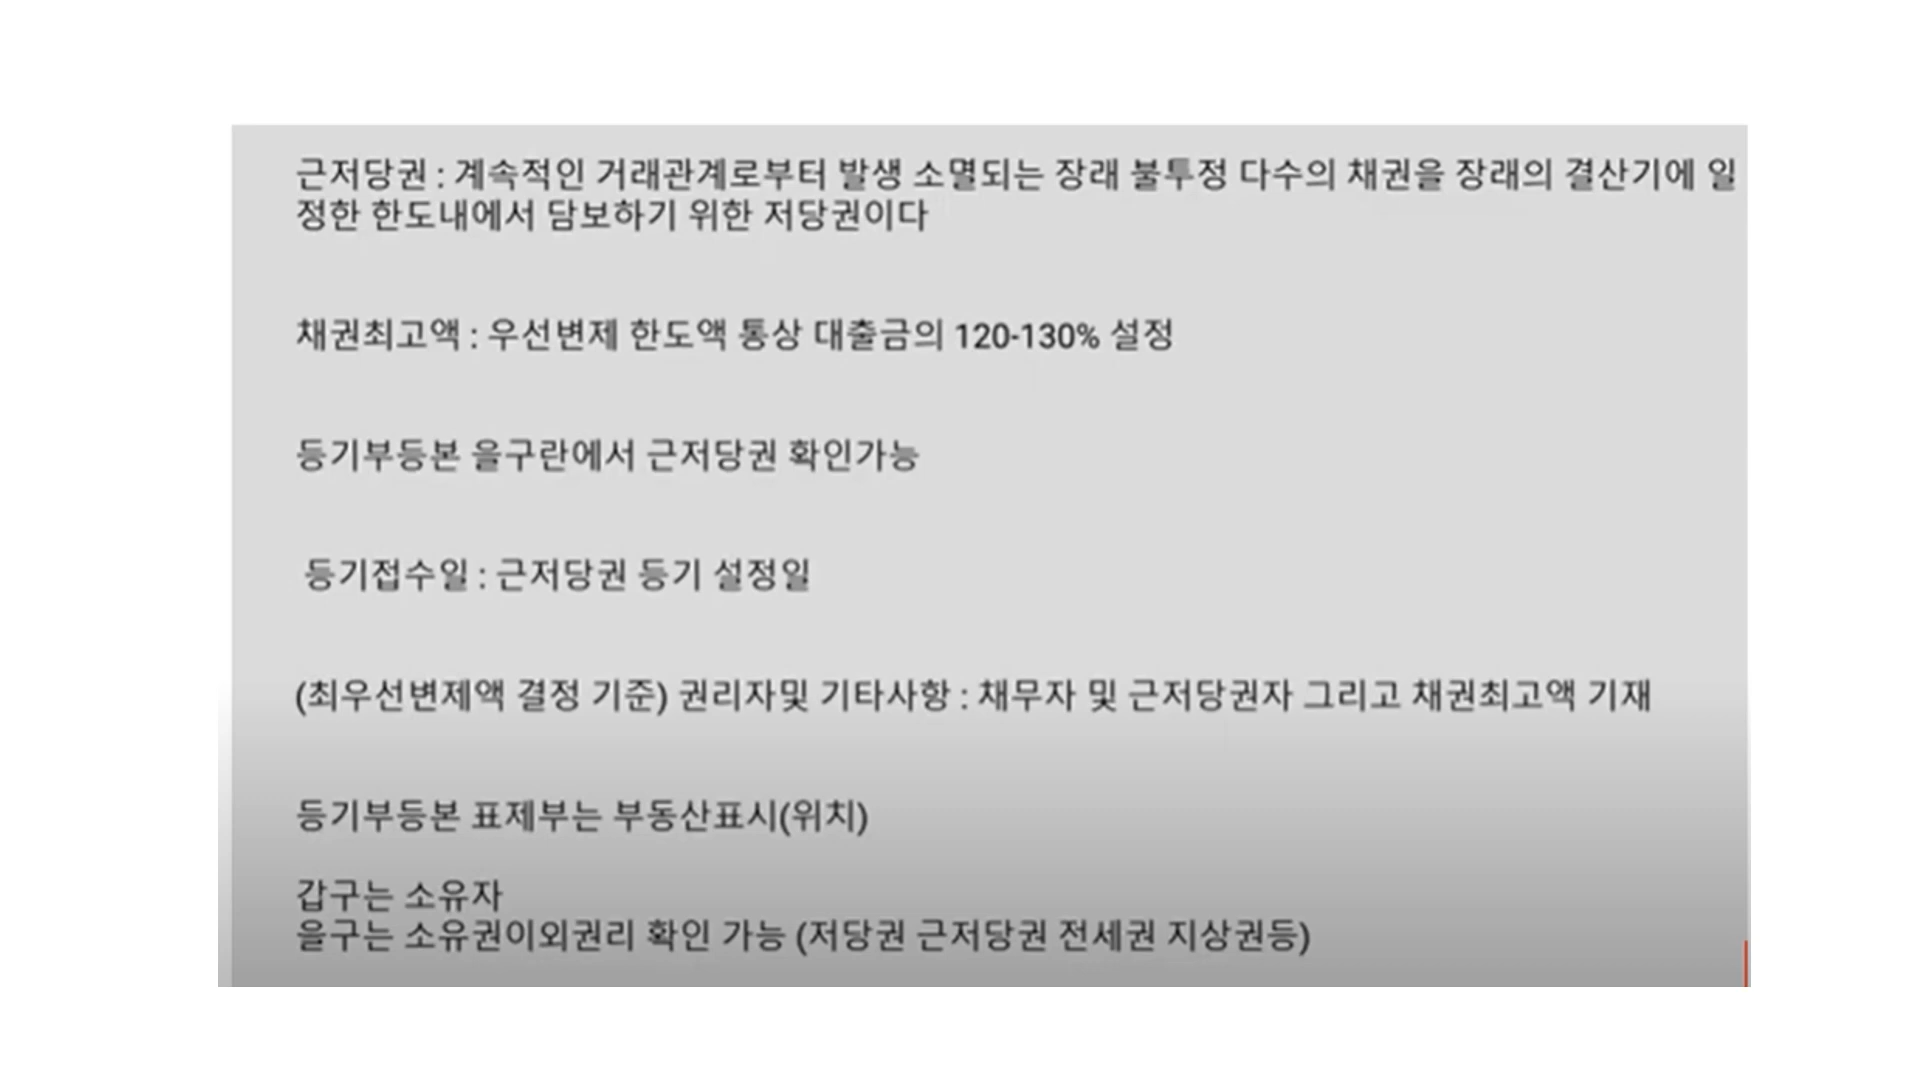 근저당권 : 계속적인 거래관계로부터 발생 소멸되는 장래 불투정 다수의 채권을 장래의 결산기에 일
정한 한도내에서 담보하기 위한 저당권이다
채권최고액 : 우선변제 한도액 통상 대출금의 120-130% 설정
등기부등본 을구란에서 근저당권 확인가능
등기접수일 : 근저당권 등기 설정일
(최우선변제액 결정 기준) 권리자및 기타사항 : 채무자 및 근저당권자 그리고 채권최고액 기재
등기부등본 표제부는 부동산표시(위치)
갑구는 소유자
을구는 소유권이외권리 확인 가능 (저당권 근저당권 전세권 지상권등)